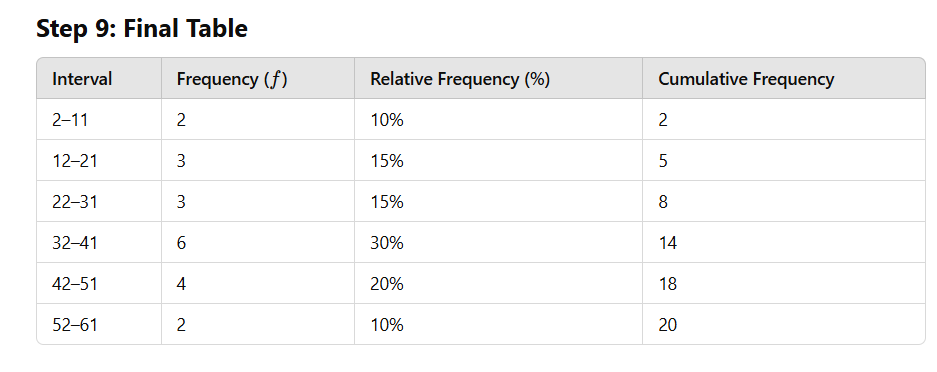 Step 9: Final Table
Interval Frequency (f) Relative Frequency (%) Cumulative Frequency
2–11 2 10% 2
12–21 3 15% 5
22–31 3 15% 8
32–41 6 30% 14
42–51 4 20% 18
52–61 2 10% 20